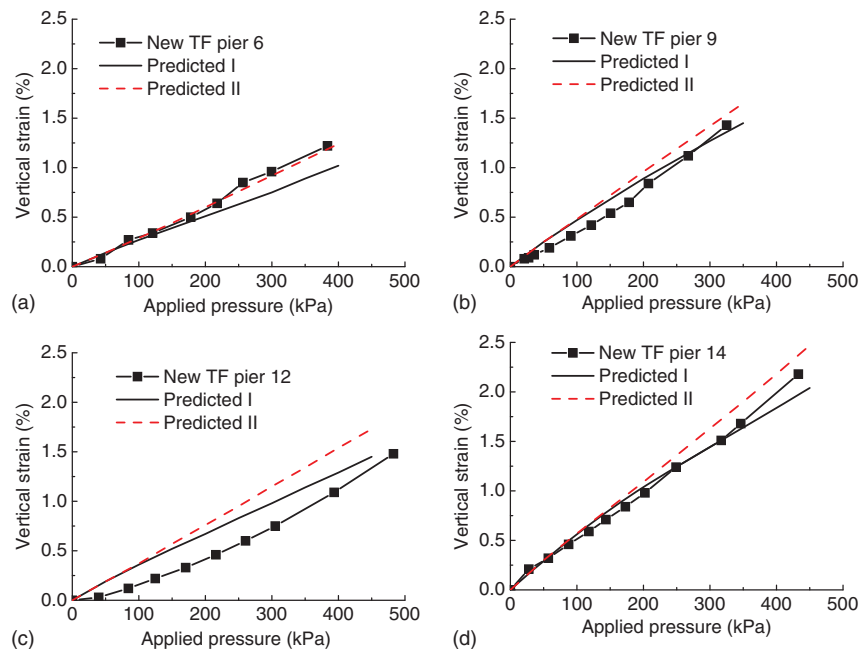 2.5
2.0
1.5
1.0
0.5
0.0
Vertical strain (%)
New TF pier 6
Predicted I
Predicted II
0 100 200 300 400 500
(a) Applied pressure (kPa)
2.5
2.0
1.5
1.0
0.5
0.0
Vertical strain (%)
New TF pier 9
Predicted I
Predicted II
0 100 200 300 400 500
(b) Applied pressure (kPa)
2.5
2.0
1.5
1.0
0.5
0.0
Vertical strain (%)
New TF pier 12
Predicted I
Predicted II
0 100 200 300 400 500
(c) Applied pressure (kPa)
2.5
2.0
1.5
1.0
0.5
0.0
Vertical strain (%)
New TF pier 14
Predicted I
Predicted II
0 100 200 300 400 500
(d) Applied pressure (kPa)